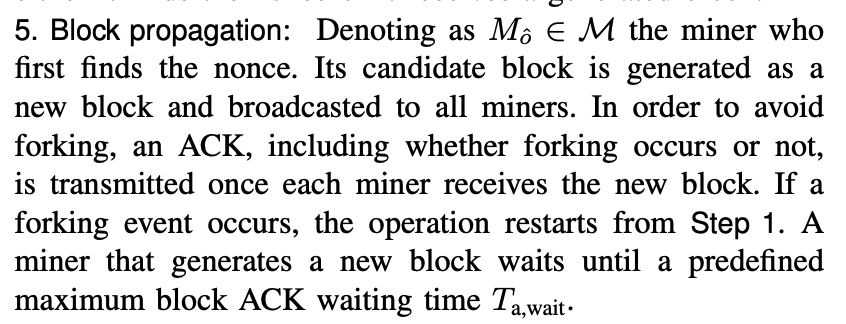 5. Block propagation: Denoting as $M_{\hat{o}} \in \mathcal{M}$ the miner who
first finds the nonce. Its candidate block is generated as a
new block and broadcasted to all miners. In order to avoid
forking, an ACK, including whether forking occurs or not,
is transmitted once each miner receives the new block. If a
forking event occurs, the operation restarts from Step 1. A
miner that generates a new block waits until a predefined
maximum block ACK waiting time $T_{\text{a,wait}}$.